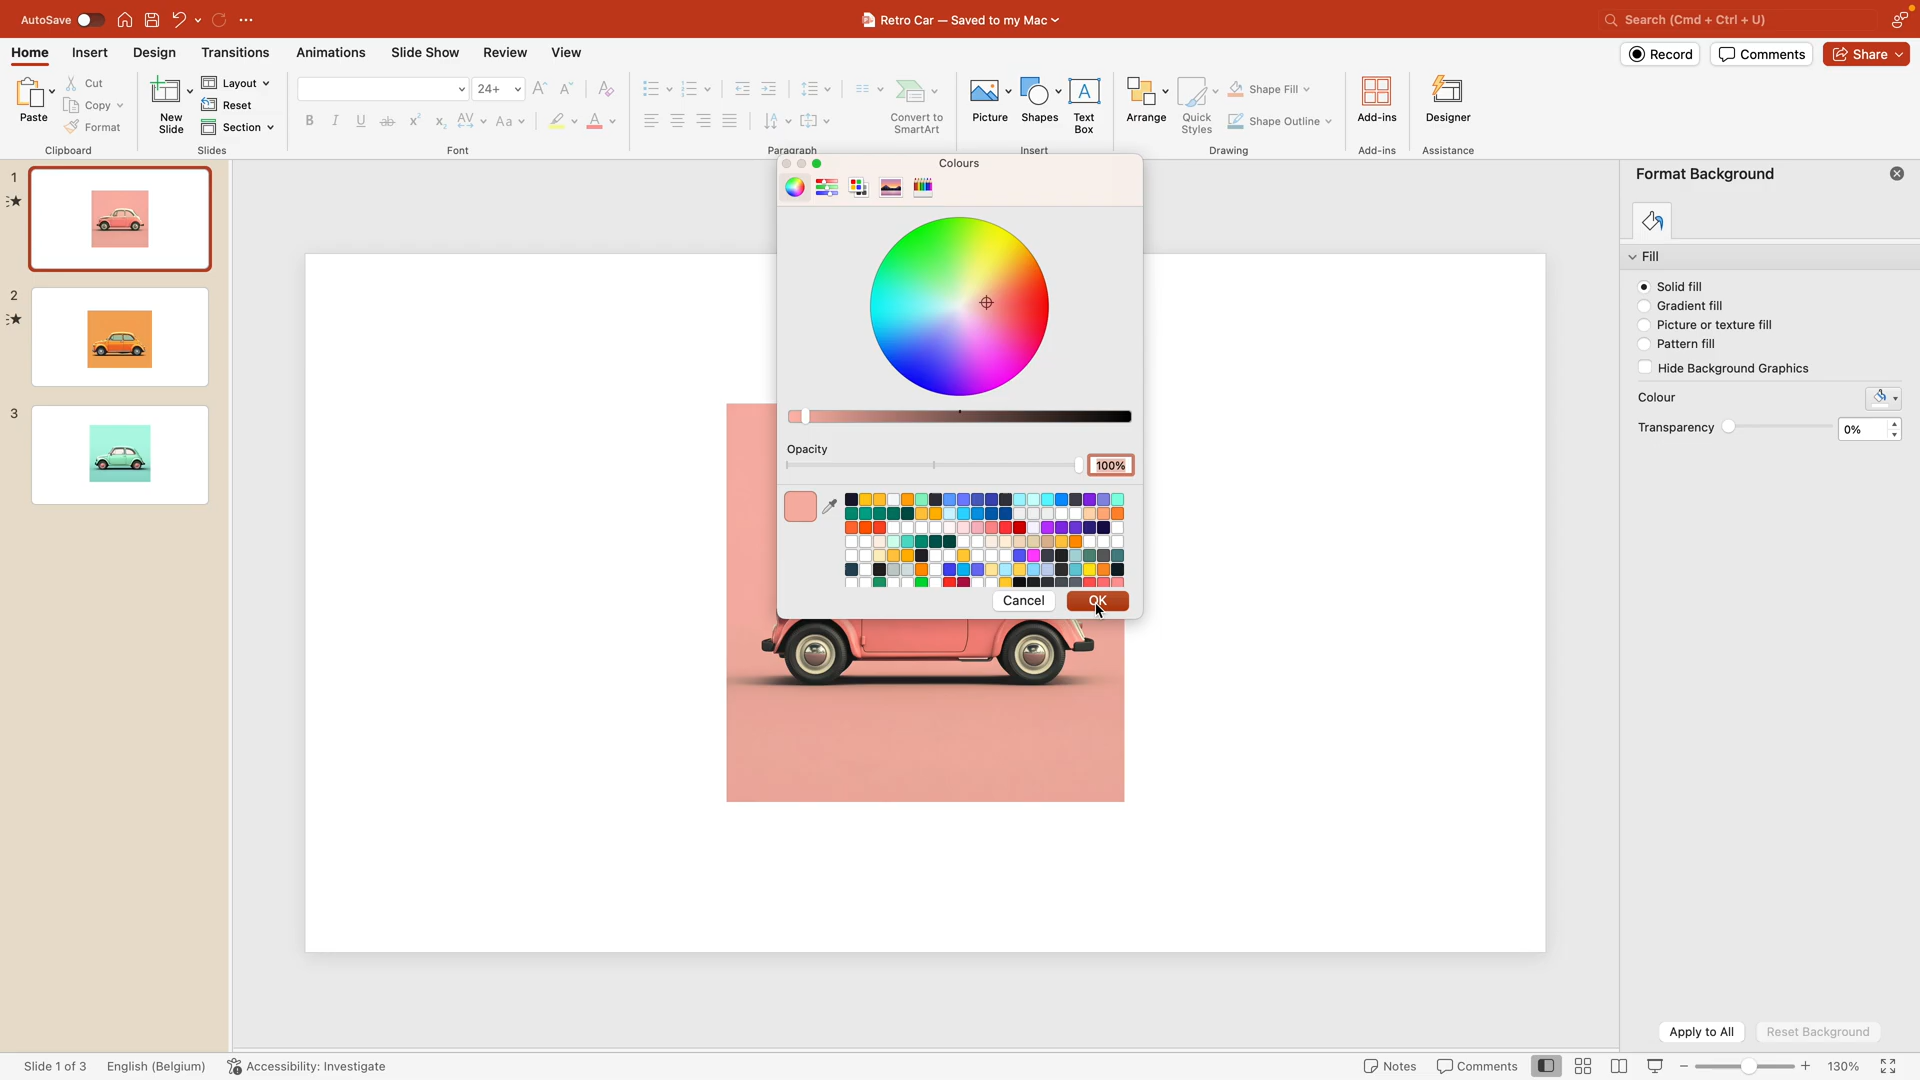 AutoSave
Retro Car — Saved to my Mac
Search (Cmd + Ctrl + U)
Home Insert Design Transitions Animations Slide Show Review View
Record Comments Share
Paste
Cut
Copy
Format
Clipboard
New Slide
Layout
Reset
Section
Slides
24+
B I U ab X² X₂ AV Aa A
Font
Convert to SmartArt
Paragraph
Picture
Shapes
Text Box
Insert
Arrange
Quick Styles
Shape Fill
Shape Outline
Drawing
Add-ins
Add-ins
Designer
Assistance
1
2
3
Colours
Opacity
100%
Cancel OK
Format Background
Fill
Solid fill
Gradient fill
Picture or texture fill
Pattern fill
Hide Background Graphics
Colour
Transparency 0%
Apply to All Reset Background
Slide 1 of 3 English (Belgium) Accessibility: Investigate
Notes Comments 130%